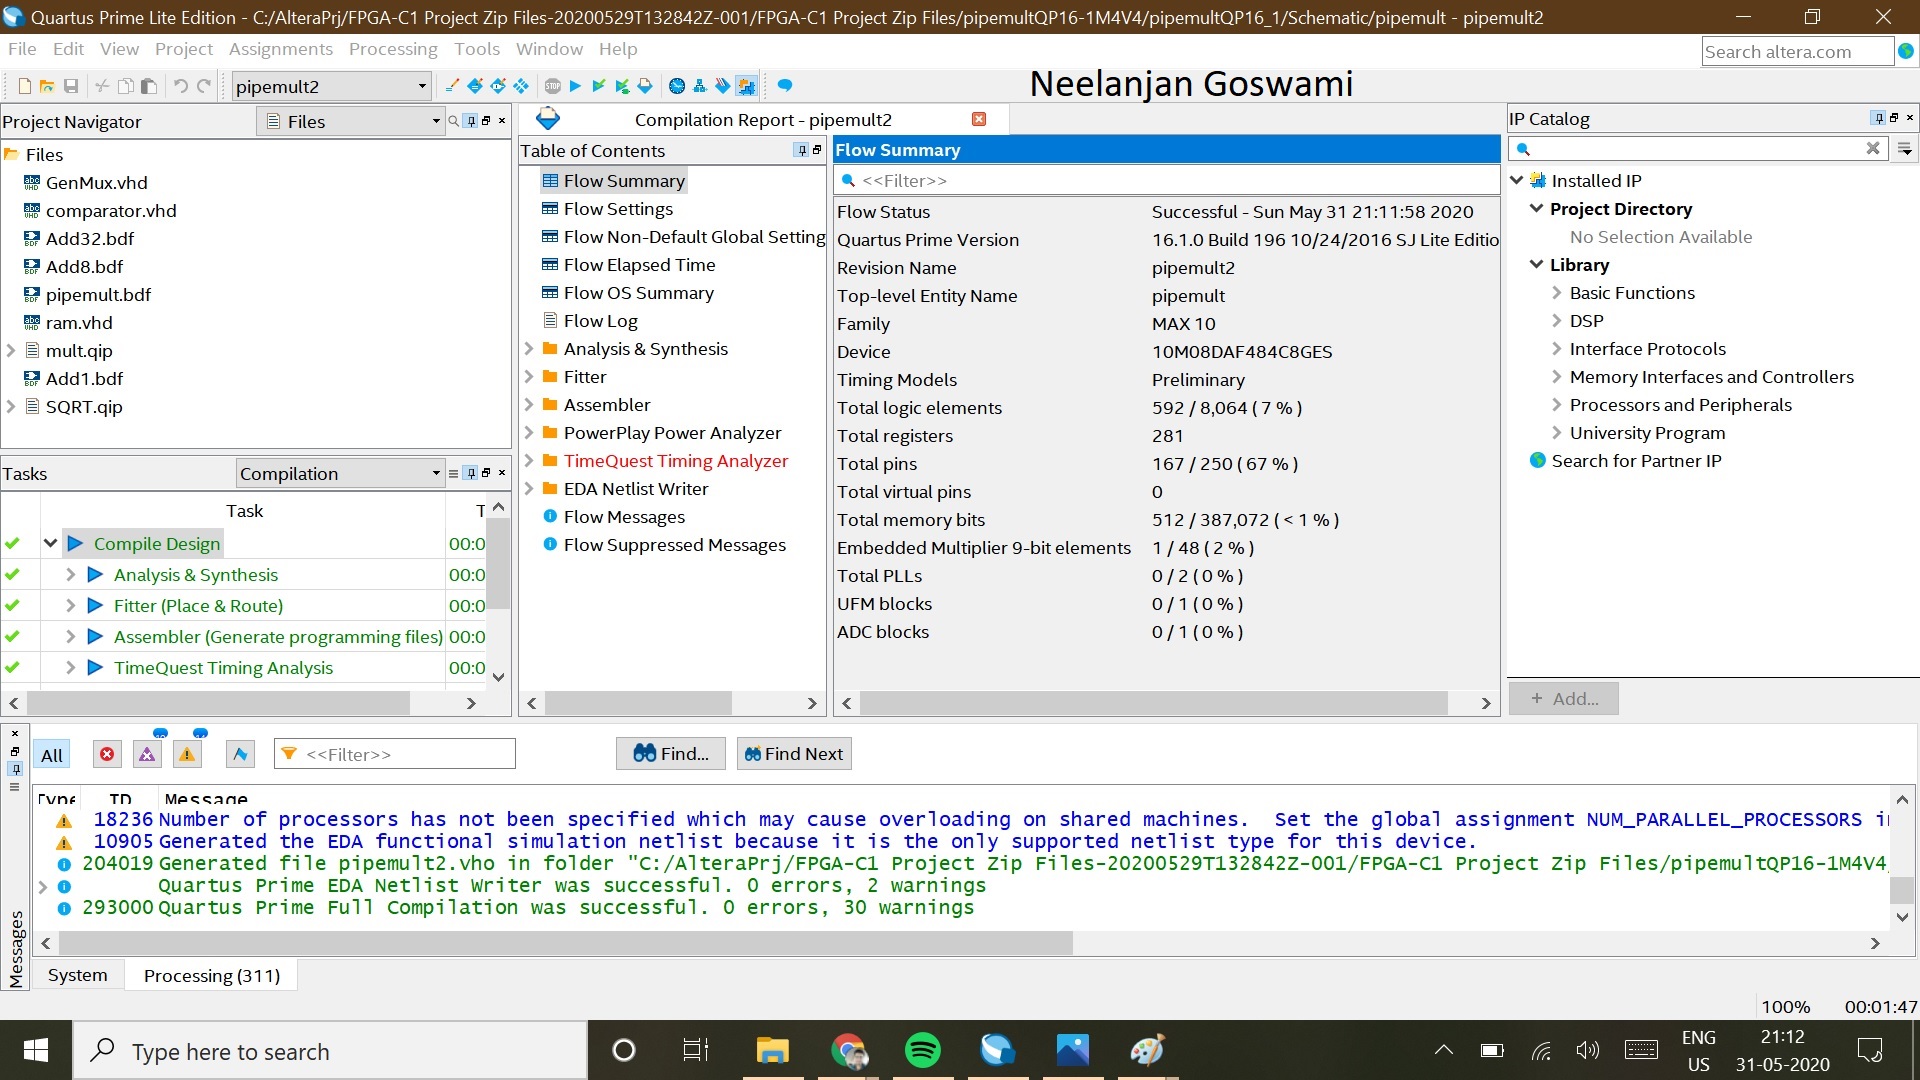 Quartus Prime Lite Edition - C:/AlteraPrj/FPGA-C1 Project Zip Files-20200529T132842Z-001/FPGA-C1 Project Zip Files/pipemultQP16-1M4V4/pipemultQP16_1/Schematic/pipemult - pipemult2
File Edit View Project Assignments Processing Tools Window Help
Search altera.com
pipemult2
Neelanjan Goswami
Project Navigator
Files
Files
GenMux.vhd
comparator.vhd
Add32.bdf
Add8.bdf
pipemult.bdf
ram.vhd
mult.qip
Add1.bdf
SQRT.qip
Tasks
Compilation
Task
T
Compile Design 00:0
Analysis & Synthesis 00:0
Fitter (Place & Route) 00:0
Assembler (Generate programming files) 00:0
TimeQuest Timing Analysis 00:0
Compilation Report - pipemult2
Table of Contents
Flow Summary
Flow Settings
Flow Non-Default Global Setting
Flow Elapsed Time
Flow OS Summary
Flow Log
Analysis & Synthesis
Fitter
Assembler
PowerPlay Power Analyzer
TimeQuest Timing Analyzer
EDA Netlist Writer
Flow Messages
Flow Suppressed Messages
Flow Summary
<<Filter>>
Flow Status Successful - Sun May 31 21:11:58 2020
Quartus Prime Version 16.1.0 Build 196 10/24/2016 SJ Lite Editio
Revision Name pipemult2
Top-level Entity Name pipemult
Family MAX 10
Device 10M08DAF484C8GES
Timing Models Preliminary
Total logic elements 592 / 8,064 ( 7 % )
Total registers 281
Total pins 167 / 250 ( 67 % )
Total virtual pins 0
Total memory bits 512 / 387,072 ( < 1 % )
Embedded Multiplier 9-bit elements 1 / 48 ( 2 % )
Total PLLs 0 / 2 ( 0 % )
UFM blocks 0 / 1 ( 0 % )
ADC blocks 0 / 1 ( 0 % )
IP Catalog
Installed IP
Project Directory
No Selection Available
Library
Basic Functions
DSP
Interface Protocols
Memory Interfaces and Controllers
Processors and Peripherals
University Program
Search for Partner IP
+ Add...
All
<<Filter>>
Find...
Find Next
Type ID Message
18236 Number of processors has not been specified which may cause overloading on shared machines.  Set the global assignment NUM_PARALLEL_PROCESSORS i
10905 Generated the EDA functional simulation netlist because it is the only supported netlist type for this device.
204019 Generated file pipemult2.vho in folder "C:/AlteraPrj/FPGA-C1 Project Zip Files-20200529T132842Z-001/FPGA-C1 Project Zip Files/pipemultQP16-1M4V4
Quartus Prime EDA Netlist Writer was successful. 0 errors, 2 warnings
293000 Quartus Prime Full Compilation was successful. 0 errors, 30 warnings
Messages
System
Processing (311)
100% 00:01:47
Type here to search
ENG
US
21:12
31-05-2020